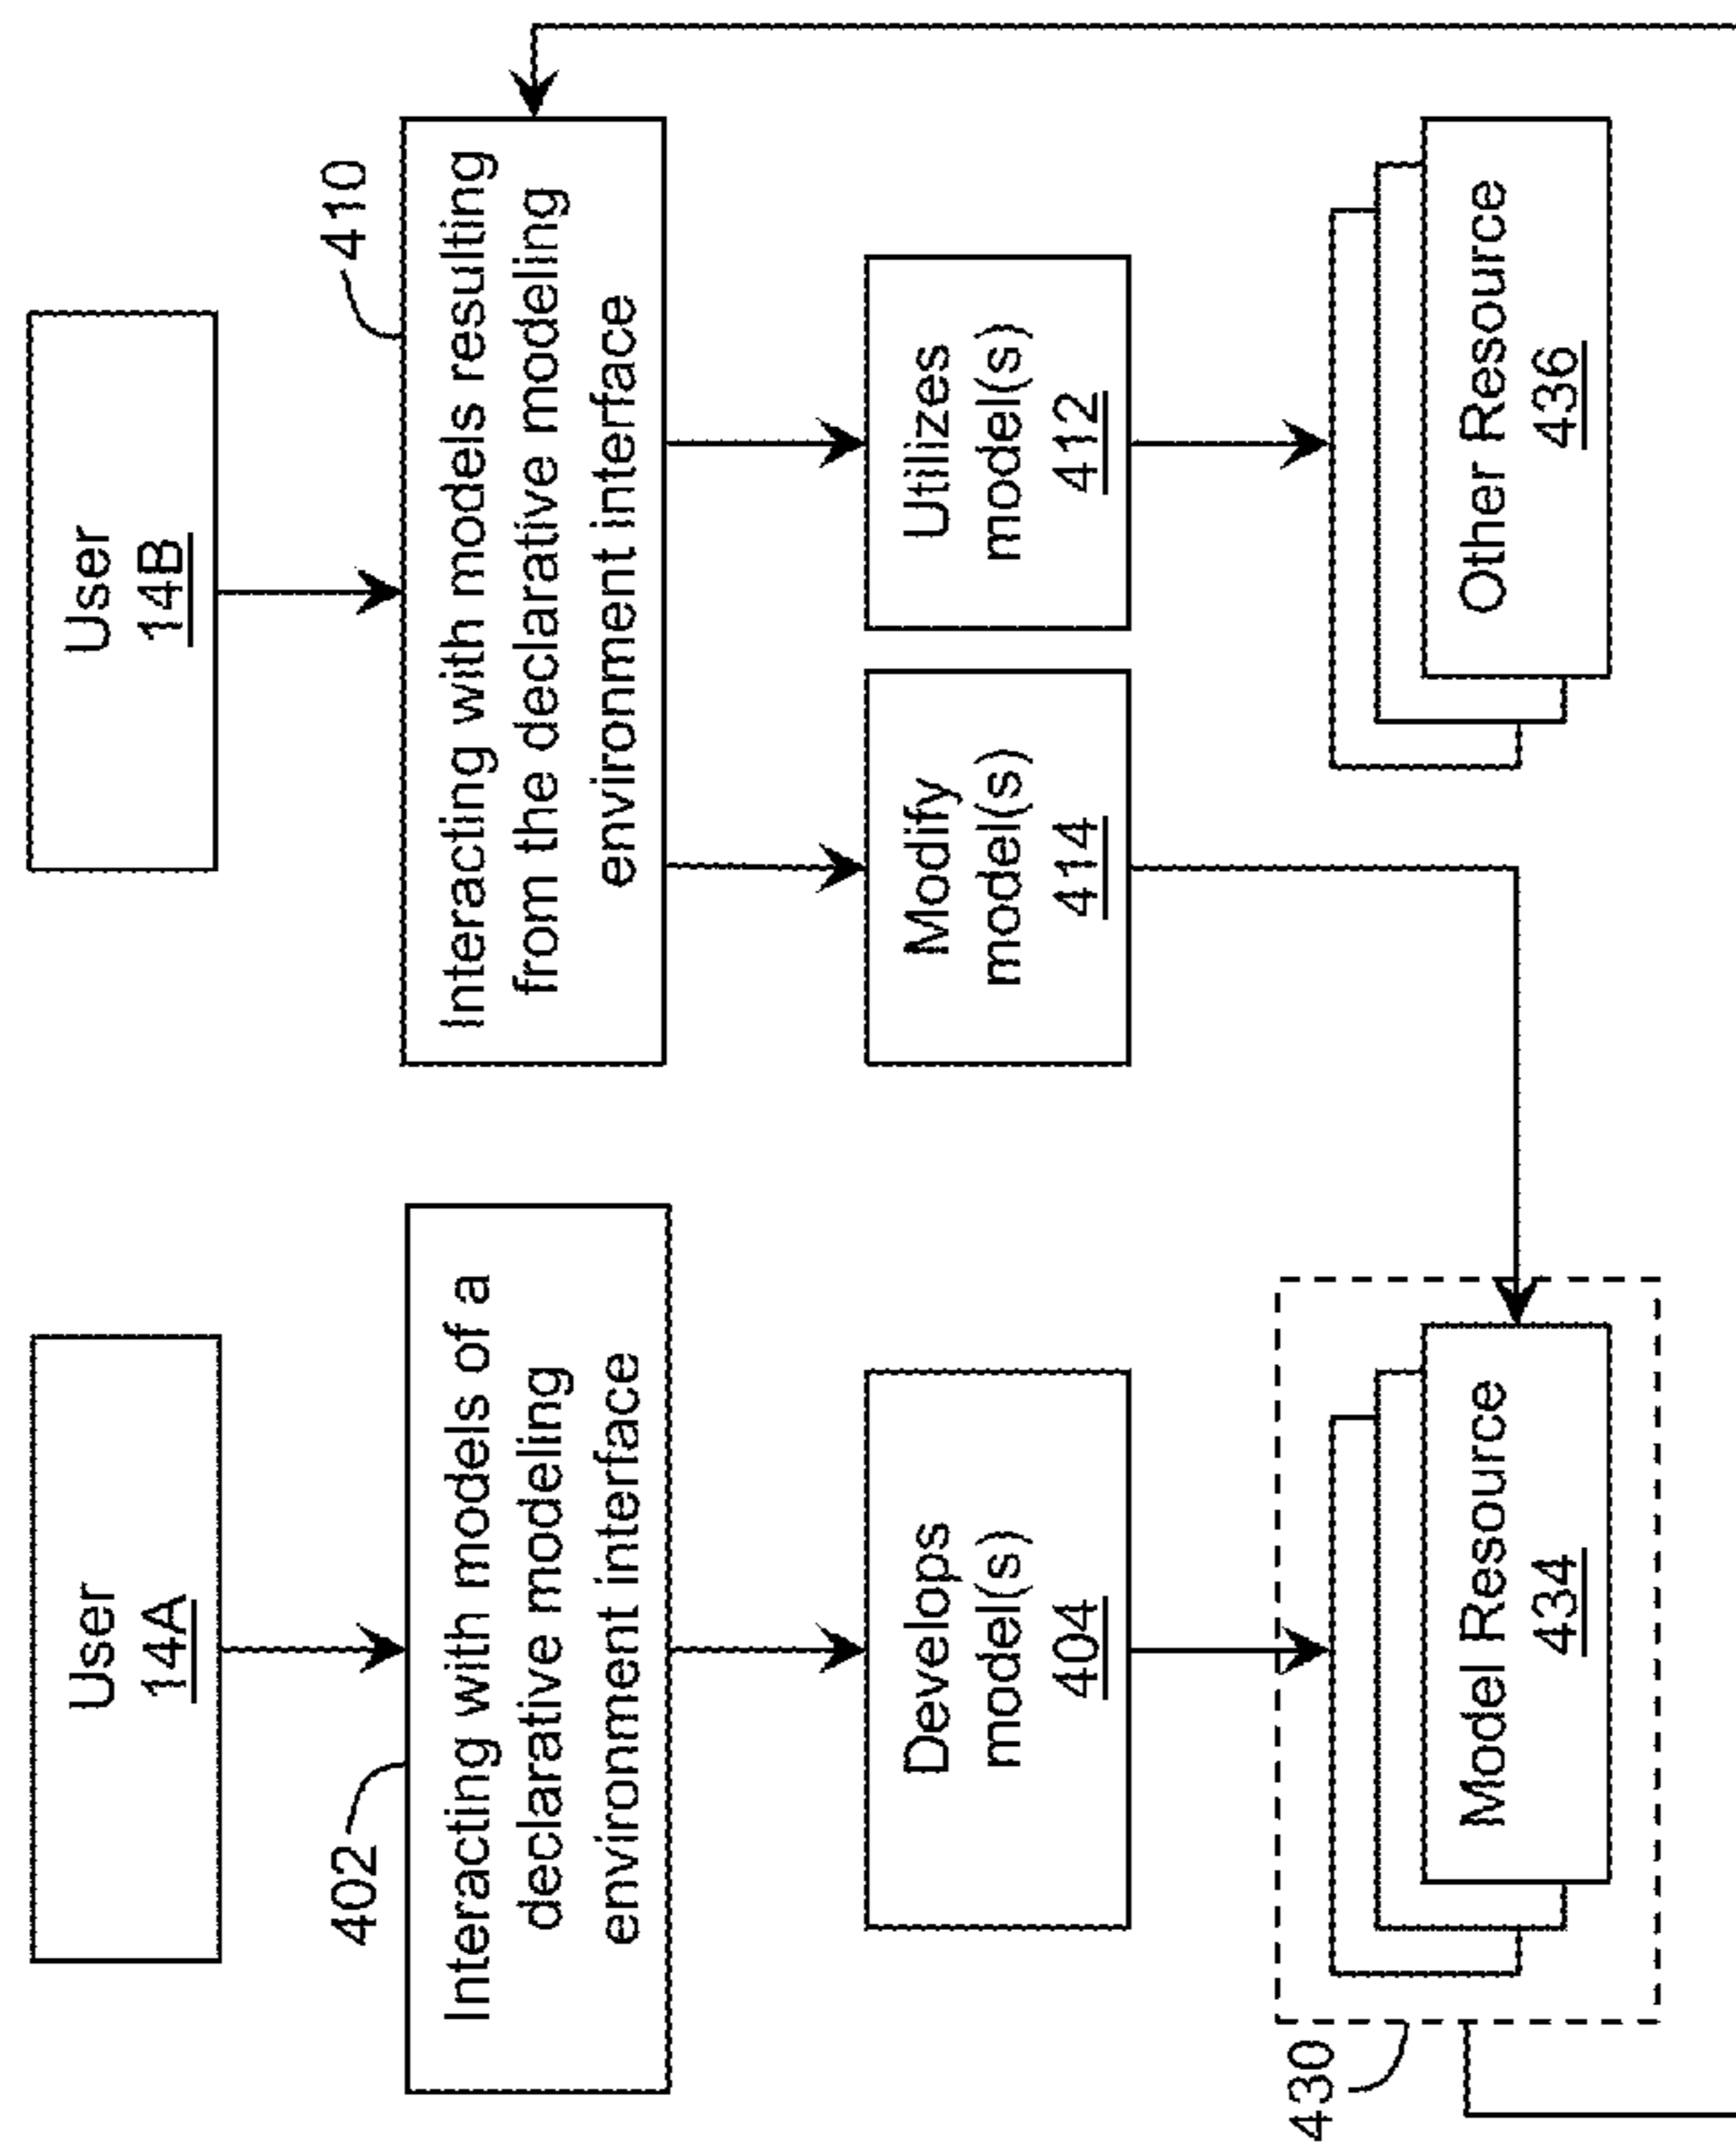 User
14A
402
Interacting with models of a
declarative modeling
environment interface
Develops
model(s)
404
430
Model Resource
434
User
14B
410
Interacting with models resulting
from the declarative modeling
environment interface
Modify
model(s)
414
Utilizes
model(s)
412
Other Resource
436